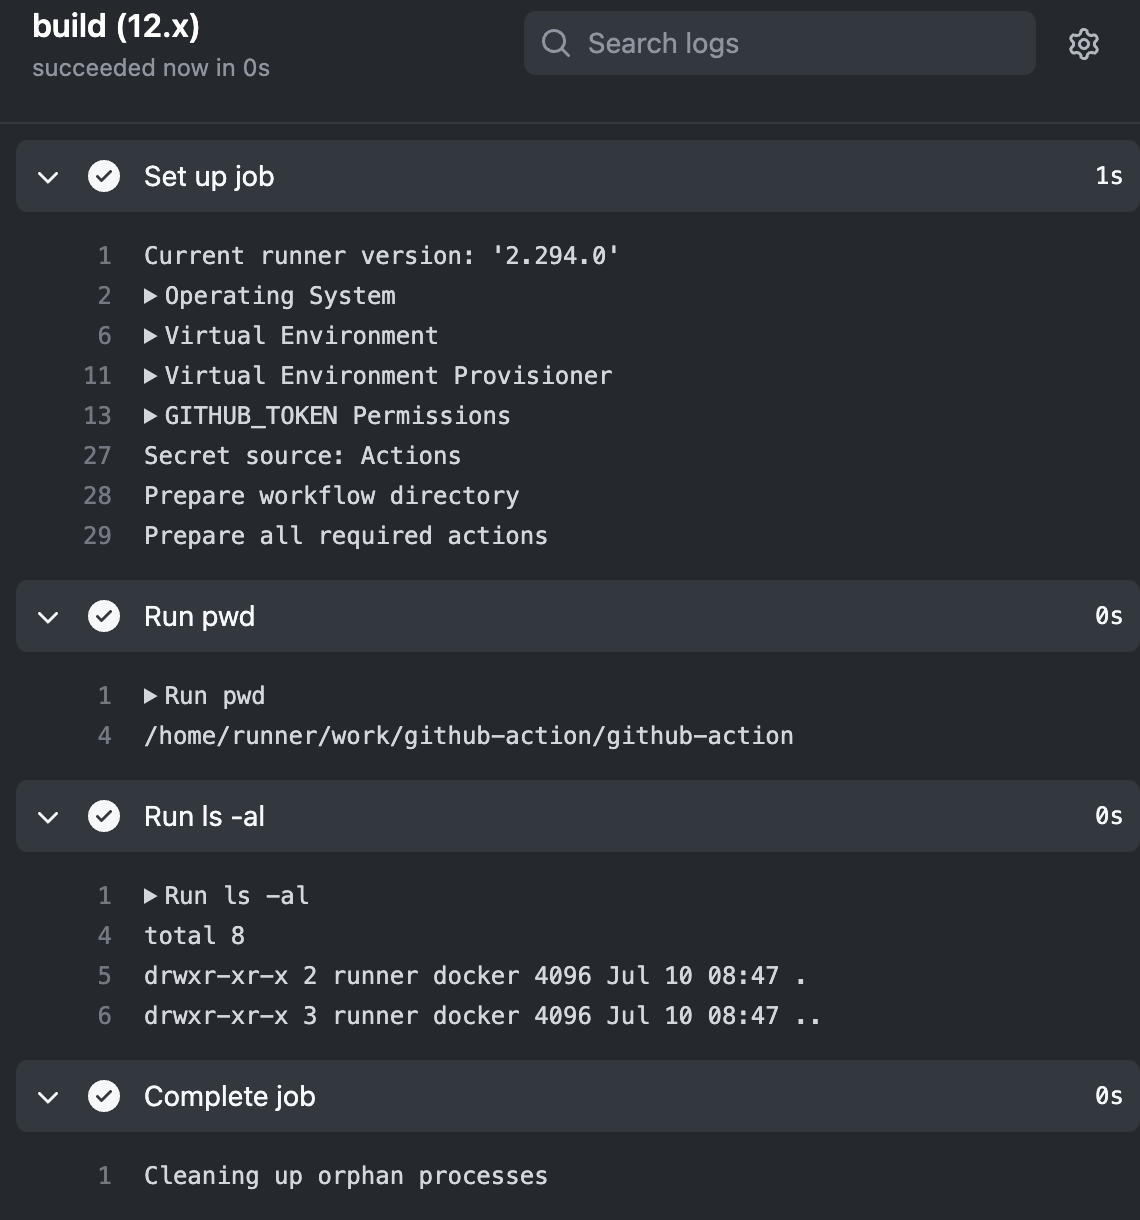 build (12.x)
succeeded now in 0s
Search logs
Set up job 1s
1 Current runner version: '2.294.0'
2 ▶Operating System
6 ▶Virtual Environment
11 ▶Virtual Environment Provisioner
13 ▶GITHUB_TOKEN Permissions
27 Secret source: Actions
28 Prepare workflow directory
29 Prepare all required actions
Run pwd 0s
1 ▶Run pwd
4 /home/runner/work/github-action/github-action
Run ls -al 0s
1 ▶Run ls -al
4 total 8
5 drwxr-xr-x 2 runner docker 4096 Jul 10 08:47 .
6 drwxr-xr-x 3 runner docker 4096 Jul 10 08:47 ..
Complete job 0s
1 Cleaning up orphan processes